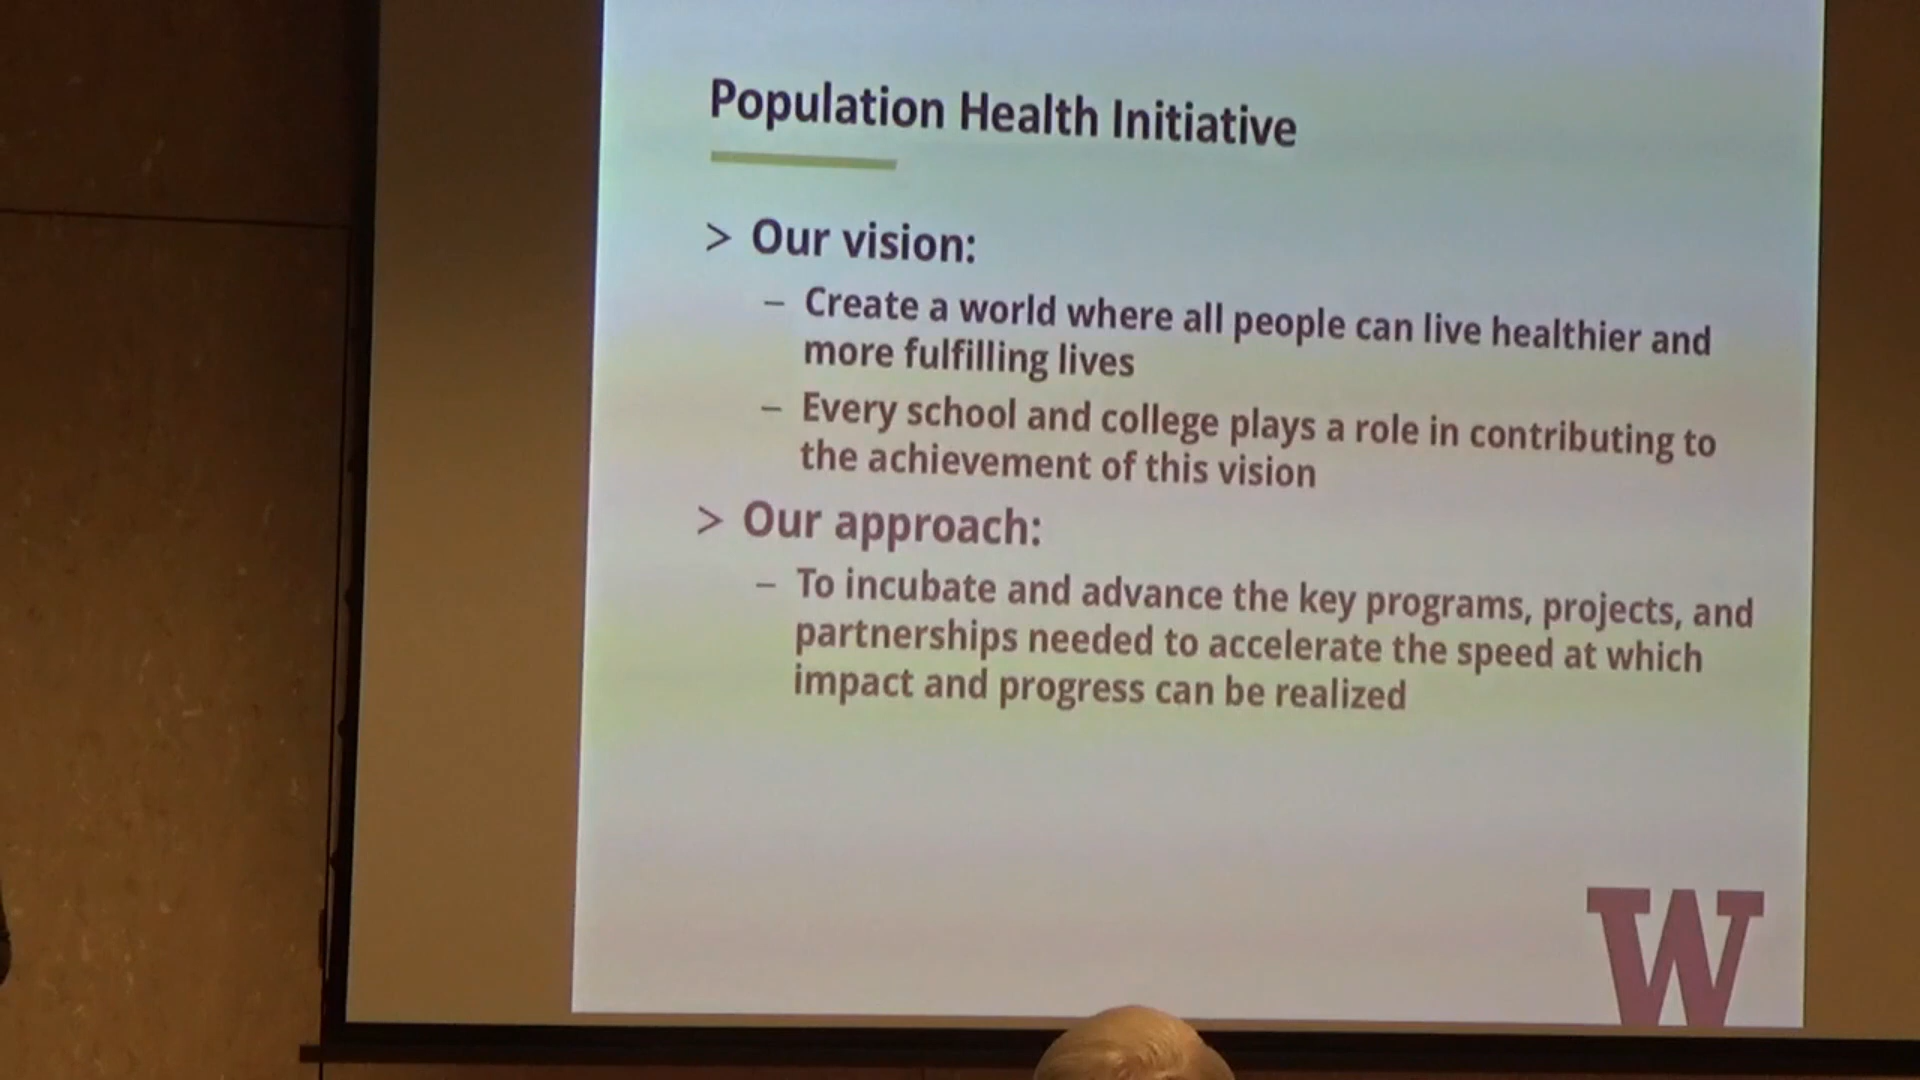 Population Health Initiative
> Our vision:
– Create a world where all people can live healthier and
more fulfilling lives
– Every school and college plays a role in contributing to
the achievement of this vision
> Our approach:
– To incubate and advance the key programs, projects, and
partnerships needed to accelerate the speed at which
impact and progress can be realized
W